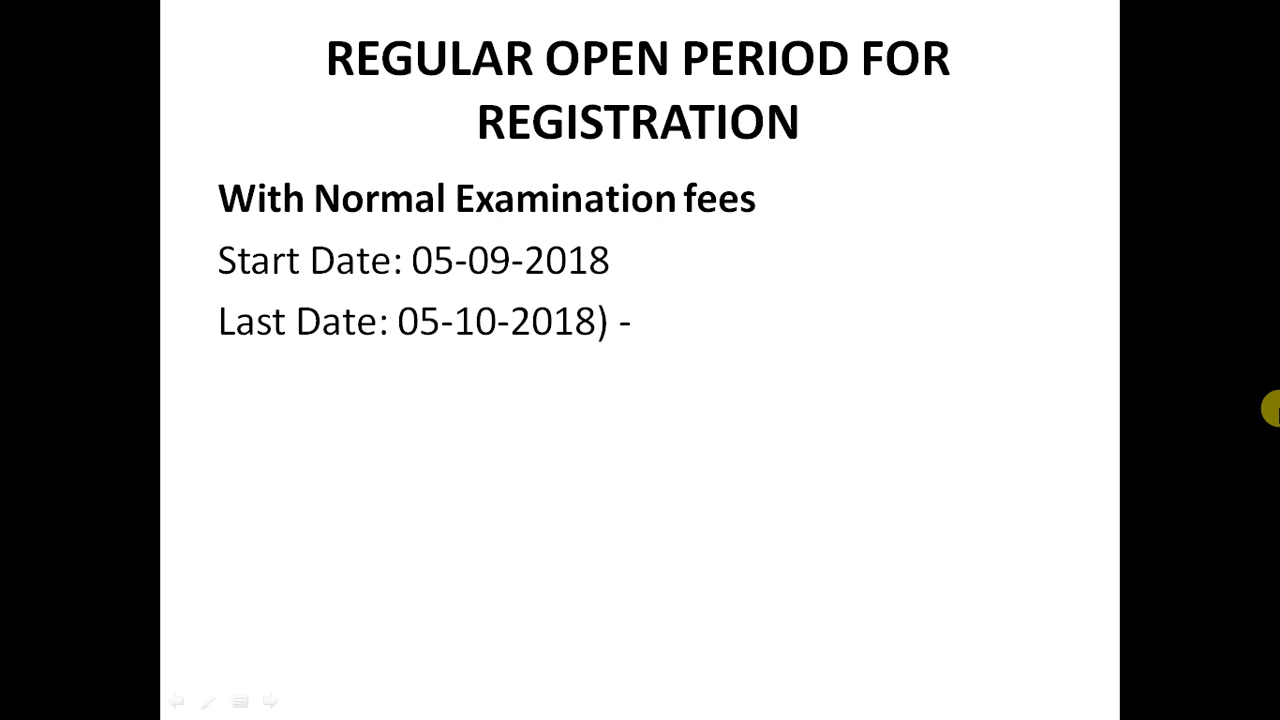 REGULAR OPEN PERIOD FOR
REGISTRATION
With Normal Examination fees
Start Date: 05-09-2018
Last Date: 05-10-2018) -